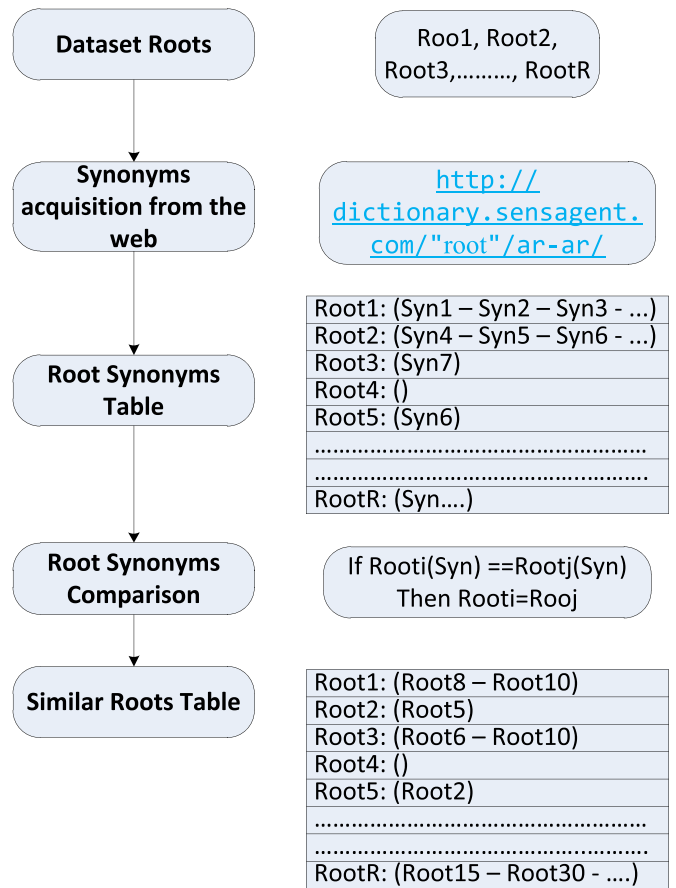 Dataset Roots
Roo1, Root2,
Root3,………, RootR
Synonyms
acquisition from the
web
http://
dictionary.sensagent.
com/"root"/ar-ar/
Root Synonyms
Table
Root1: (Syn1 – Syn2 – Syn3 - ...)
Root2: (Syn4 – Syn5 – Syn6 - ...)
Root3: (Syn7)
Root4: ()
Root5: (Syn6)
………………………………………………
……………………………………..……….
RootR: (Syn….)
Root Synonyms
Comparison
If Rooti(Syn) ==Rootj(Syn)
Then Rooti=Rooj
Similar Roots Table
Root1: (Root8 – Root10)
Root2: (Root5)
Root3: (Root6 – Root10)
Root4: ()
Root5: (Root2)
………………………………………………
……………………………………..……….
RootR: (Root15 – Root30 - ….)